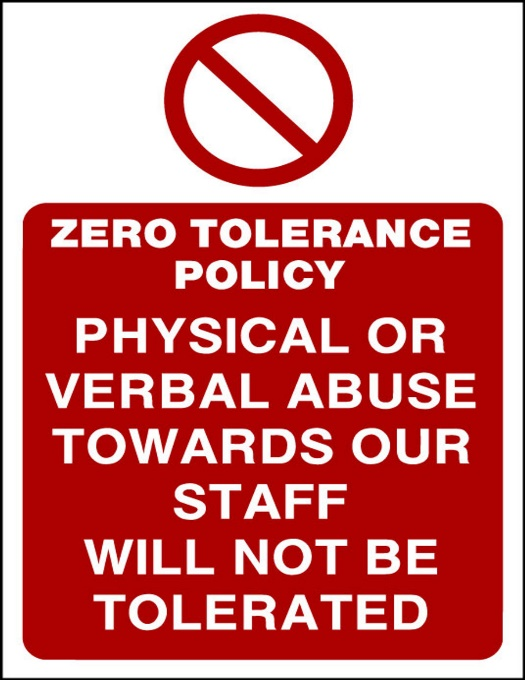 ZERO TOLERANCE
POLICY
PHYSICAL OR
VERBAL ABUSE
TOWARDS OUR
STAFF
WILL NOT BE
TOLERATED